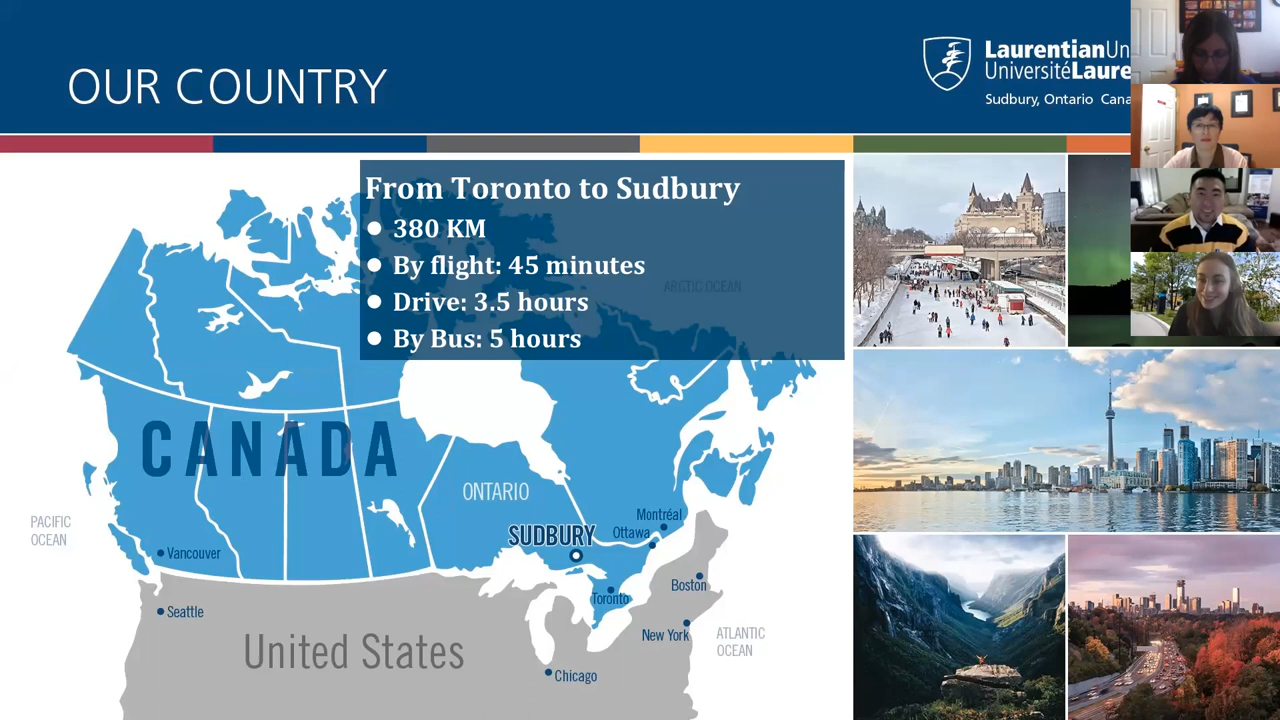 OUR COUNTRY
LaurentianUn
UniversitéLaure
Sudbury, Ontario Cana
From Toronto to Sudbury
● 380 KM
● By flight: 45 minutes
● Drive: 3.5 hours
● By Bus: 5 hours
ARCTIC OCEAN
CANADA
ONTARIO
PACIFIC
OCEAN
SUDBURY
Montréal
Ottawa
Vancouver
Boston
Toronto
Seattle
New York
ATLANTIC
OCEAN
United States
Chicago